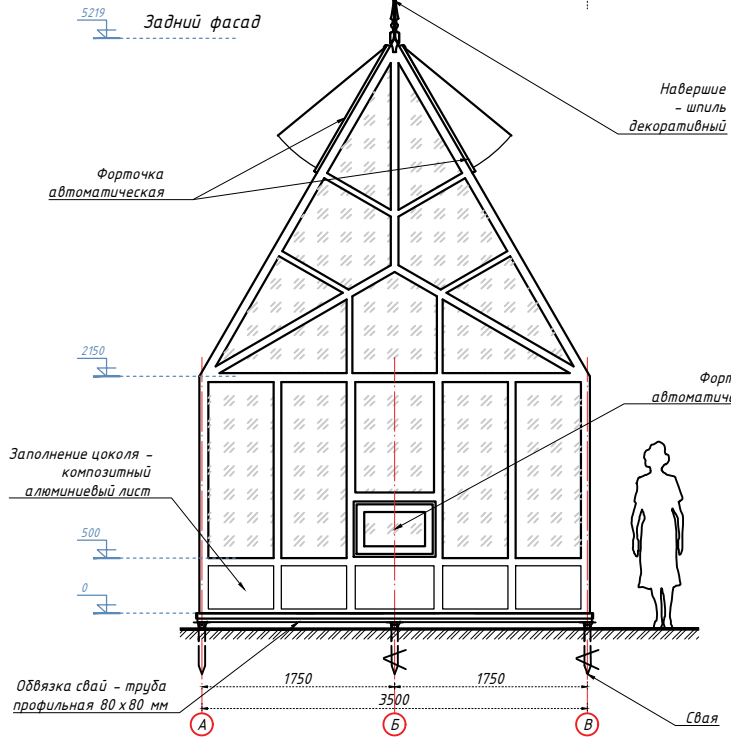 5219
Задний фасад
Навершие
- шпиль
декоративный
Форточка
автоматическая
2150
Заполнение цоколя -
композитный
алюминиевый лист
500
0
Обвязка свай - труба
профильная 80 x 80 мм
1750
1750
3500
А
Б
В
Свая